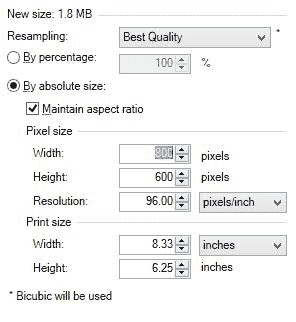 New size: 1.8 MB
Resampling: Best Quality *
By percentage: 100 %
By absolute size:
Maintain aspect ratio
Pixel size
Width: 800 pixels
Height: 600 pixels
Resolution: 96.00 pixels/inch
Print size
Width: 8.33 inches
Height: 6.25 inches
* Bicubic will be used